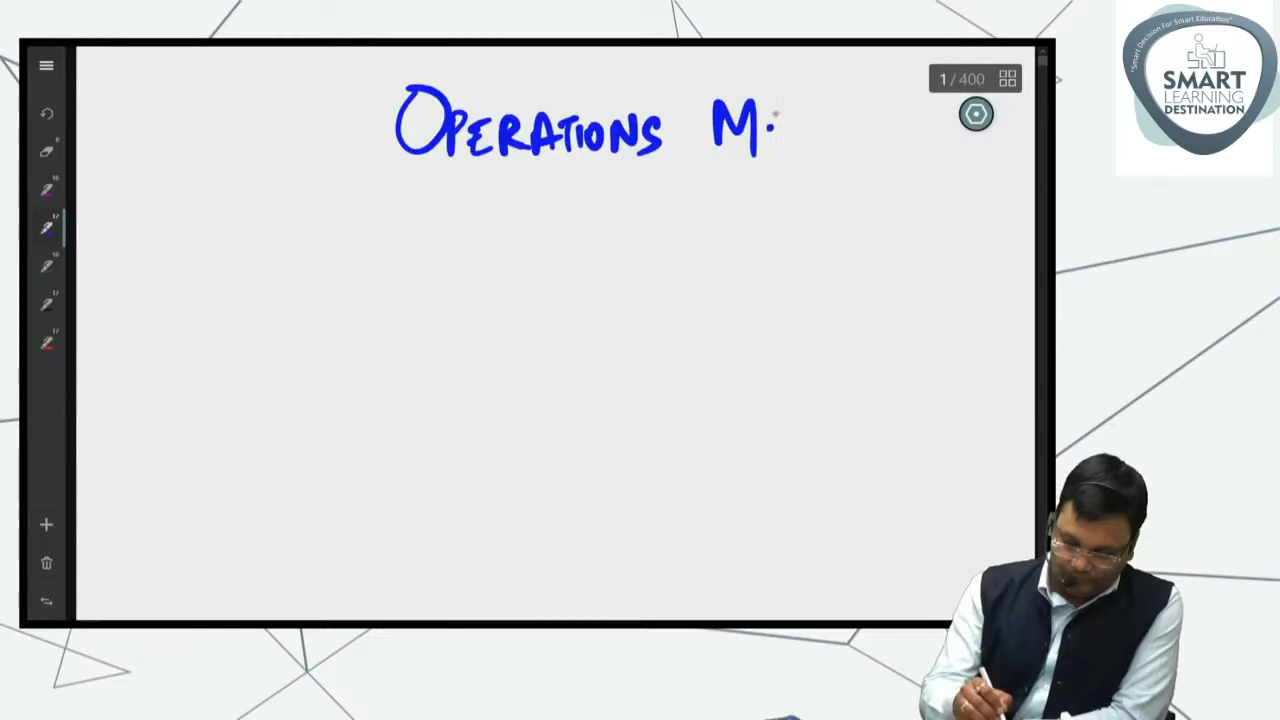 OPERATIONS M.
1/400
"Smart Decision For Smart Education"
SMART
LEARNING
DESTINATION